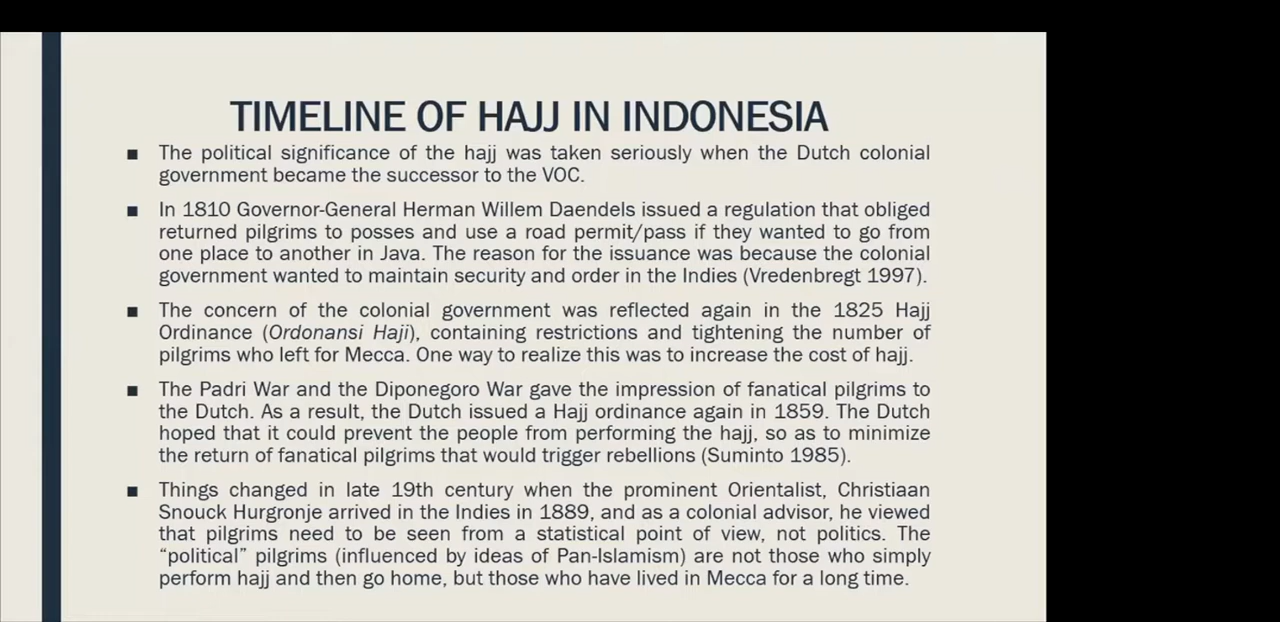 TIMELINE OF HAJJ IN INDONESIA
■ The political significance of the hajj was taken seriously when the Dutch colonial
government became the successor to the VOC.
■ In 1810 Governor-General Herman Willem Daendels issued a regulation that obliged
returned pilgrims to posses and use a road permit/pass if they wanted to go from
one place to another in Java. The reason for the issuance was because the colonial
government wanted to maintain security and order in the Indies (Vredenbregt 1997).
■ The concern of the colonial government was reflected again in the 1825 Hajj
Ordinance (Ordonansi Haji), containing restrictions and tightening the number of
pilgrims who left for Mecca. One way to realize this was to increase the cost of hajj.
■ The Padri War and the Diponegoro War gave the impression of fanatical pilgrims to
the Dutch. As a result, the Dutch issued a Hajj ordinance again in 1859. The Dutch
hoped that it could prevent the people from performing the hajj, so as to minimize
the return of fanatical pilgrims that would trigger rebellions (Suminto 1985).
■ Things changed in late 19th century when the prominent Orientalist, Christiaan
Snouck Hurgronje arrived in the Indies in 1889, and as a colonial advisor, he viewed
that pilgrims need to be seen from a statistical point of view, not politics. The
“political” pilgrims (influenced by ideas of Pan-Islamism) are not those who simply
perform hajj and then go home, but those who have lived in Mecca for a long time.